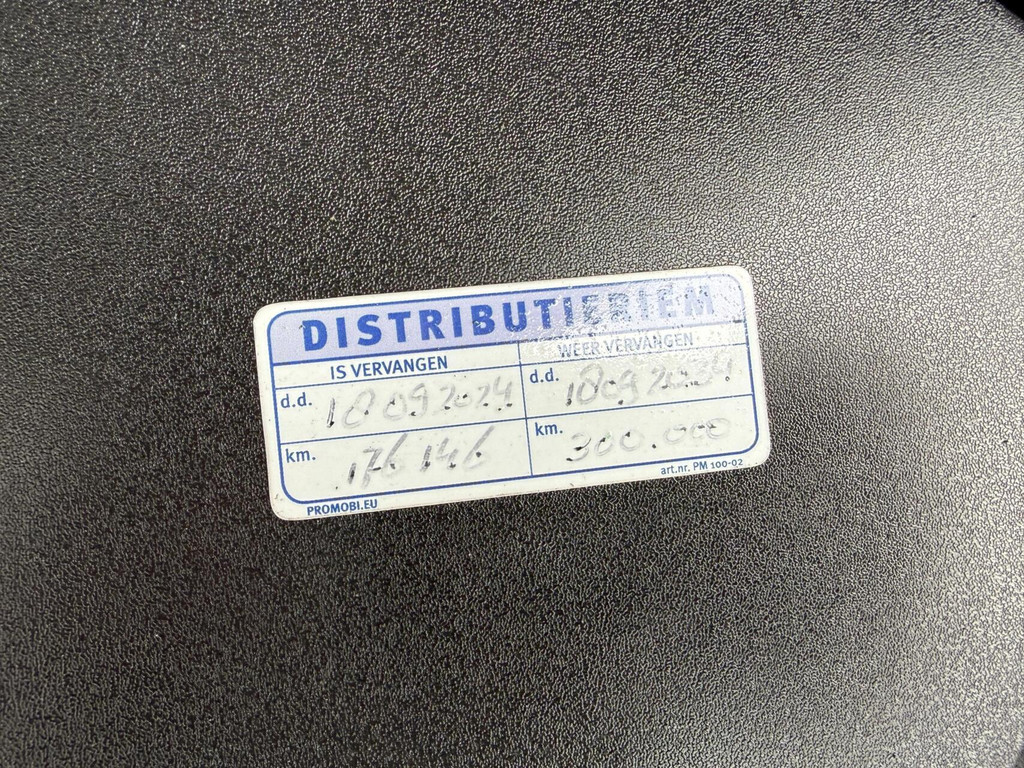 DISTRIBUTIERIEM
IS VERVANGEN
WEER VERVANGEN
d.d. 18 09 2024
d.d. 18 09 2034
km. 176 146
km. 300.000
PROMOBI.EU
art.nr. PM 100-02